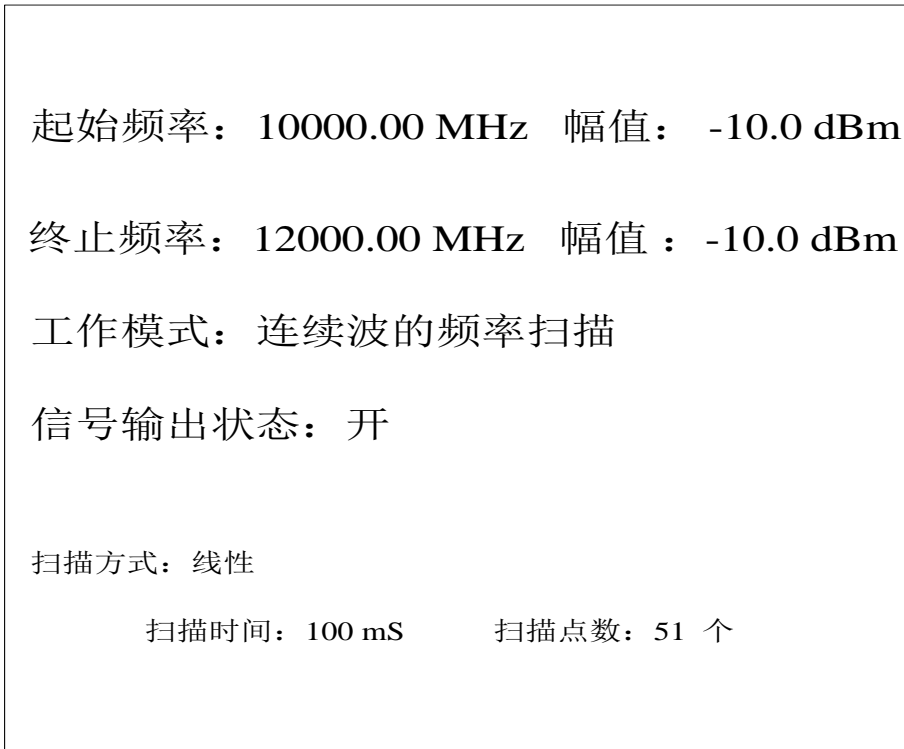 起始频率：10000.00 MHz 幅值： -10.0 dBm
终止频率：12000.00 MHz 幅值 ：-10.0 dBm
工作模式：连续波的频率扫描
信号输出状态：开
扫描方式：线性
扫描时间：100 mS 扫描点数：51 个